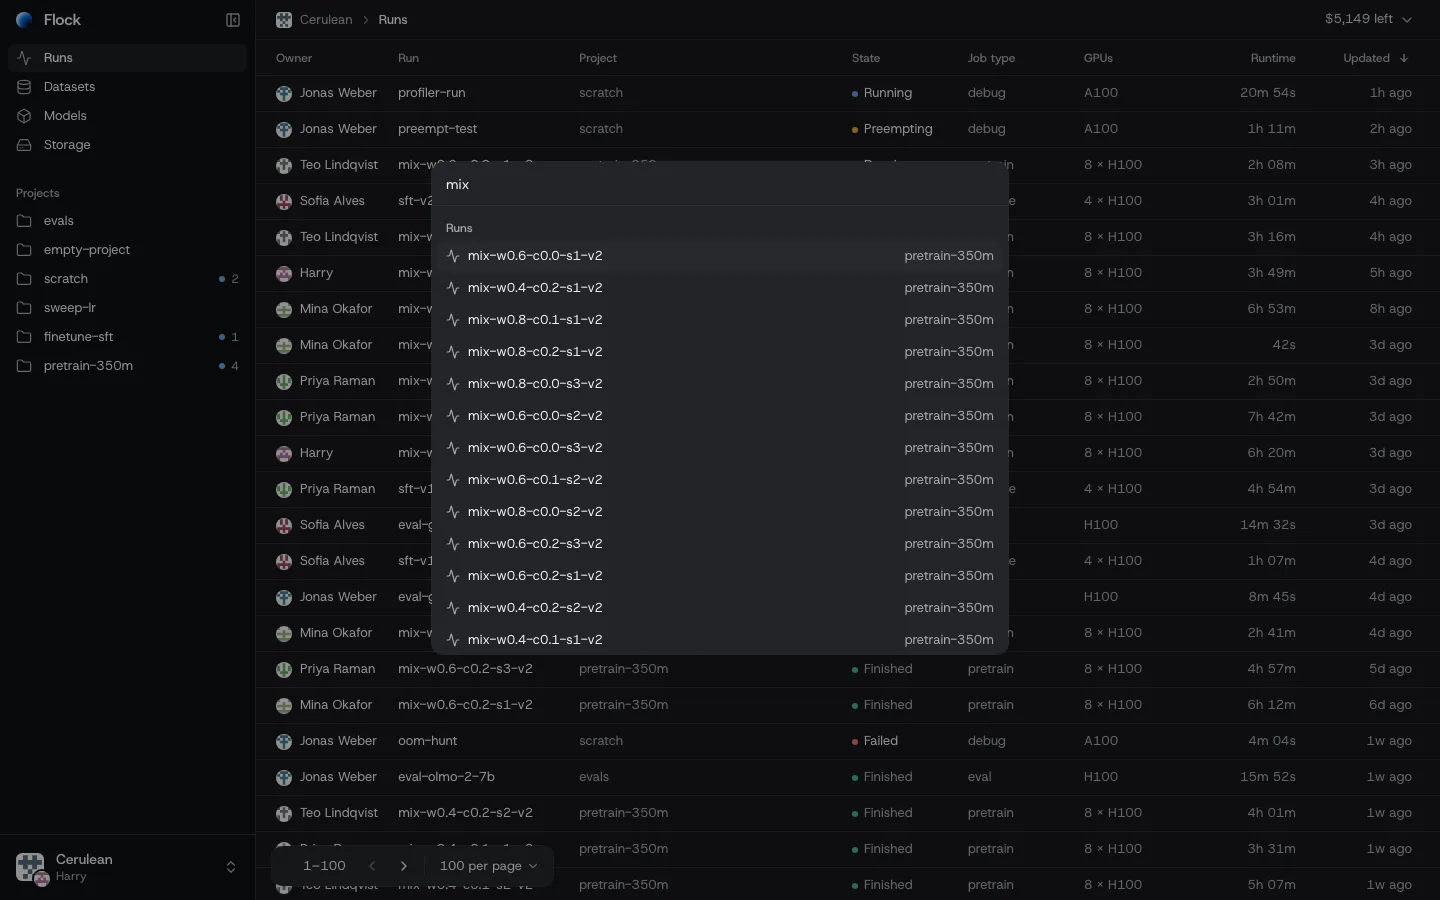 Flock
Runs
Datasets
Models
Storage
Projects
evals
empty-project
scratch 2
sweep-lr
finetune-sft 1
pretrain-350m 4
Cerulean
Harry
Cerulean > Runs
$5,149 left
Owner Run Project State Job type GPUs Runtime Updated ↓
Jonas Weber profiler-run scratch Running debug A100 20m 54s 1h ago
Jonas Weber preempt-test scratch Preempting debug A100 1h 11m 2h ago
Teo Lindqvist 8 × H100 2h 08m 3h ago
Sofia Alves 4 × H100 3h 01m 4h ago
Teo Lindqvist 8 × H100 3h 16m 4h ago
Harry 8 × H100 3h 49m 5h ago
Mina Okafor 8 × H100 6h 53m 8h ago
Mina Okafor 8 × H100 42s 3d ago
Priya Raman 8 × H100 2h 50m 3d ago
Priya Raman 8 × H100 7h 42m 3d ago
Harry 8 × H100 6h 20m 3d ago
Priya Raman 4 × H100 4h 54m 3d ago
Sofia Alves H100 14m 32s 3d ago
Sofia Alves 4 × H100 1h 07m 4d ago
Jonas Weber H100 8m 45s 4d ago
Mina Okafor 8 × H100 2h 41m 4d ago
Priya Raman mix-w0.6-c0.2-s3-v2 pretrain-350m Finished pretrain 8 × H100 4h 57m 5d ago
Mina Okafor mix-w0.6-c0.2-s1-v2 pretrain-350m Finished pretrain 8 × H100 6h 12m 6d ago
Jonas Weber oom-hunt scratch Failed debug A100 4m 04s 1w ago
Jonas Weber eval-olmo-2-7b evals Finished eval H100 15m 52s 1w ago
Teo Lindqvist mix-w0.4-c0.2-s2-v2 pretrain-350m Finished pretrain 8 × H100 4h 01m 1w ago
pretrain-350m Finished pretrain 8 × H100 3h 31m 1w ago
pretrain-350m Finished pretrain 8 × H100 5h 07m 1w ago
1–100 100 per page
mix
Runs
mix-w0.6-c0.0-s1-v2 pretrain-350m
mix-w0.4-c0.2-s1-v2 pretrain-350m
mix-w0.8-c0.1-s1-v2 pretrain-350m
mix-w0.8-c0.2-s1-v2 pretrain-350m
mix-w0.8-c0.0-s3-v2 pretrain-350m
mix-w0.6-c0.0-s2-v2 pretrain-350m
mix-w0.6-c0.0-s3-v2 pretrain-350m
mix-w0.6-c0.1-s2-v2 pretrain-350m
mix-w0.8-c0.0-s2-v2 pretrain-350m
mix-w0.6-c0.2-s3-v2 pretrain-350m
mix-w0.6-c0.2-s1-v2 pretrain-350m
mix-w0.4-c0.2-s2-v2 pretrain-350m
mix-w0.4-c0.1-s1-v2 pretrain-350m